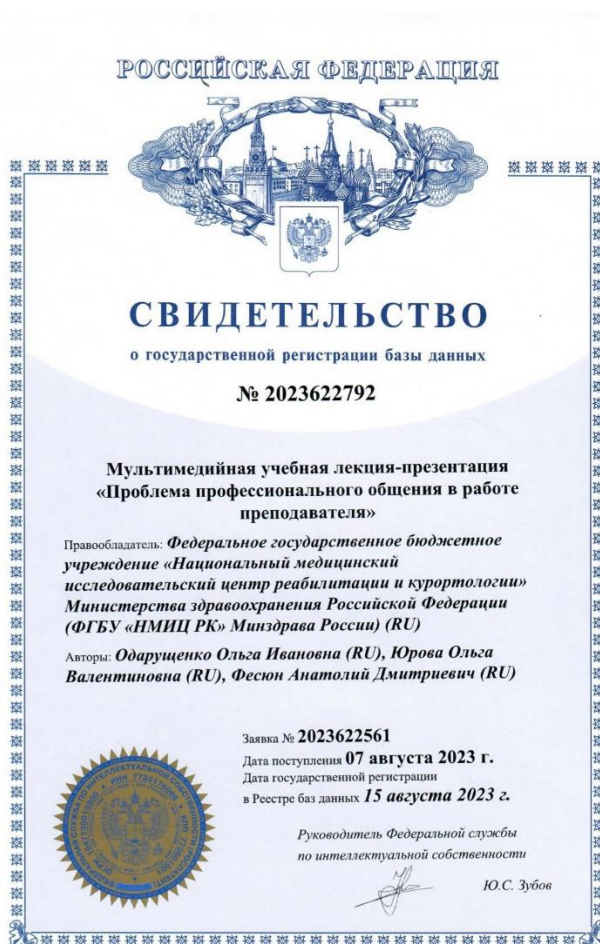 РОССИЙСКАЯ ФЕДЕРАЦИЯ
СВИДЕТЕЛЬСТВО
о государственной регистрации базы данных
№ 2023622792
Мультимедийная учебная лекция-презентация
«Проблема профессионального общения в работе
преподавателя»
Правообладатель: Федеральное государственное бюджетное
учреждение «Национальный медицинский
исследовательский центр реабилитации и курортологии»
Министерства здравоохранения Российской Федерации
(ФГБУ «НМИЦ РК» Минздрава России) (RU)
Авторы: Одарущенко Ольга Ивановна (RU), Юрова Ольга
Валентиновна (RU), Фесюн Анатолий Дмитриевич (RU)
Заявка № 2023622561
Дата поступления 07 августа 2023 г.
Дата государственной регистрации
в Реестре баз данных 15 августа 2023 г.
Руководитель Федеральной службы
по интеллектуальной собственности
Ю.С. Зубов